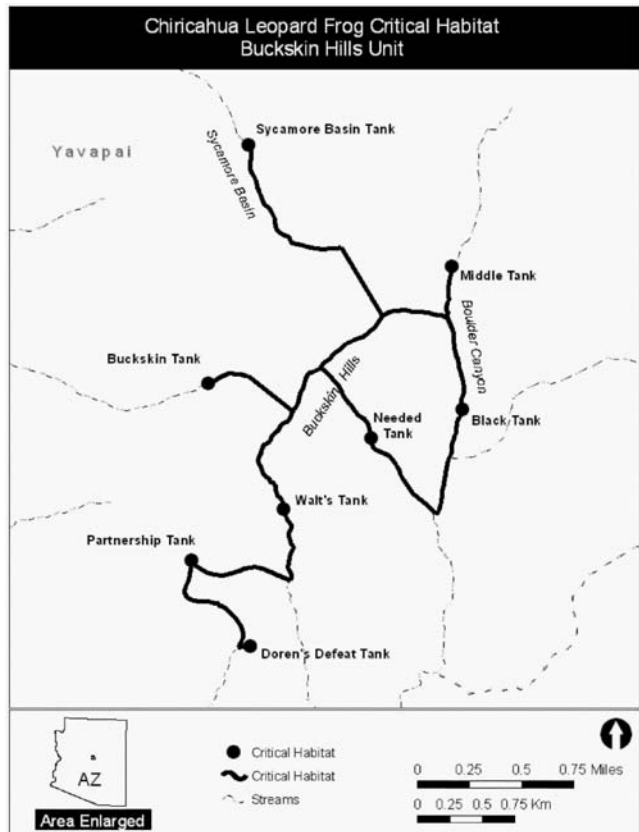 Chiricahua Leopard Frog Critical Habitat
Buckskin Hills Unit
Yavapai
Sycamore Basin Tank
Sycamore Basin
Middle Tank
Boulder Canyon
Buckskin Tank
Buckskin Hills
Needed
Tank
Black Tank
Walt's Tank
Partnership Tank
Doren's Defeat Tank
AZ
Area Enlarged
Critical Habitat
Critical Habitat
Streams
0 0.25 0.5 0.75 Miles
0 0.25 0.5 0.75 Km